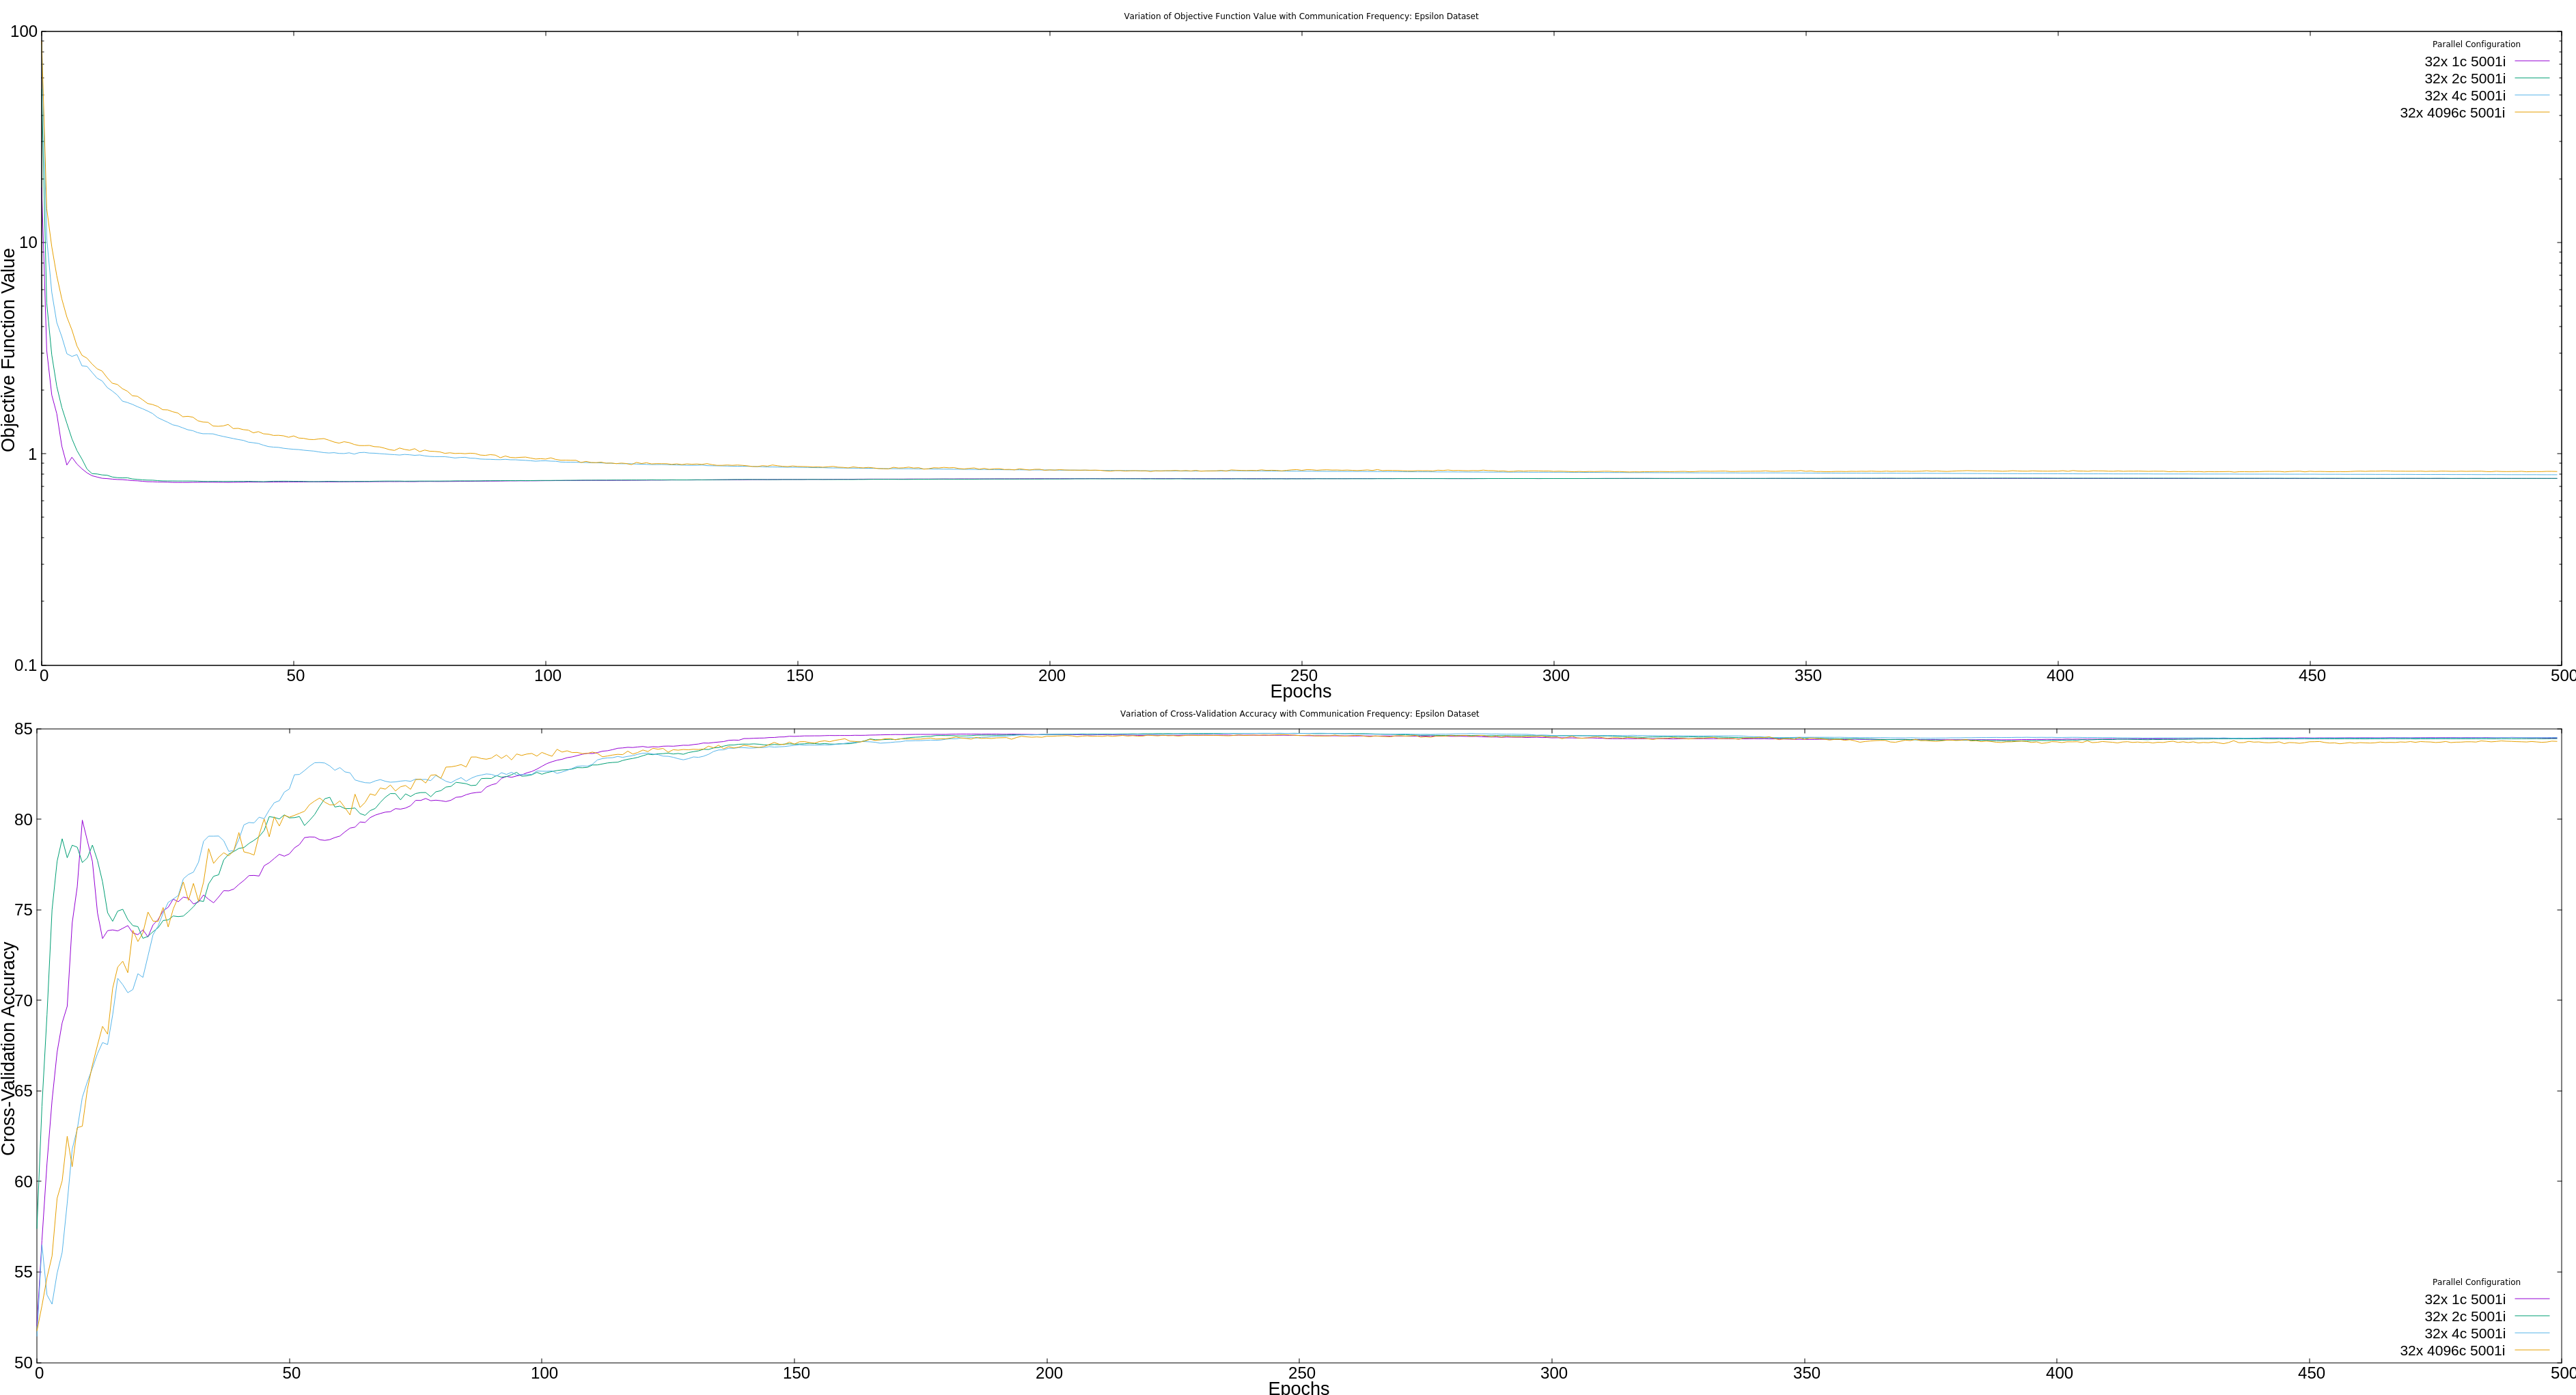 Variation of Objective Function Value with Communication Frequency: Epsilon Dataset
100
10
1
0.1
Objective Function Value
Parallel Configuration
32x 1c 5001i
32x 2c 5001i
32x 4c 5001i
32x 4096c 5001i
0 50 100 150 200 250 300 350 400 450 500
Epochs
Variation of Cross-Validation Accuracy with Communication Frequency: Epsilon Dataset
85
80
75
70
65
60
55
50
Cross-Validation Accuracy
Parallel Configuration
32x 1c 5001i
32x 2c 5001i
32x 4c 5001i
32x 4096c 5001i
0 50 100 150 200 250 300 350 400 450 500
Epochs